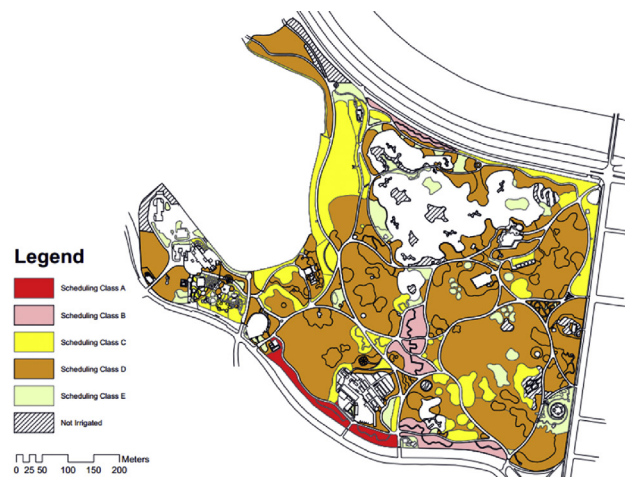 Legend
Scheduling Class A
Scheduling Class B
Scheduling Class C
Scheduling Class D
Scheduling Class E
Not Irrigated
0 25 50 100 150 200 Meters